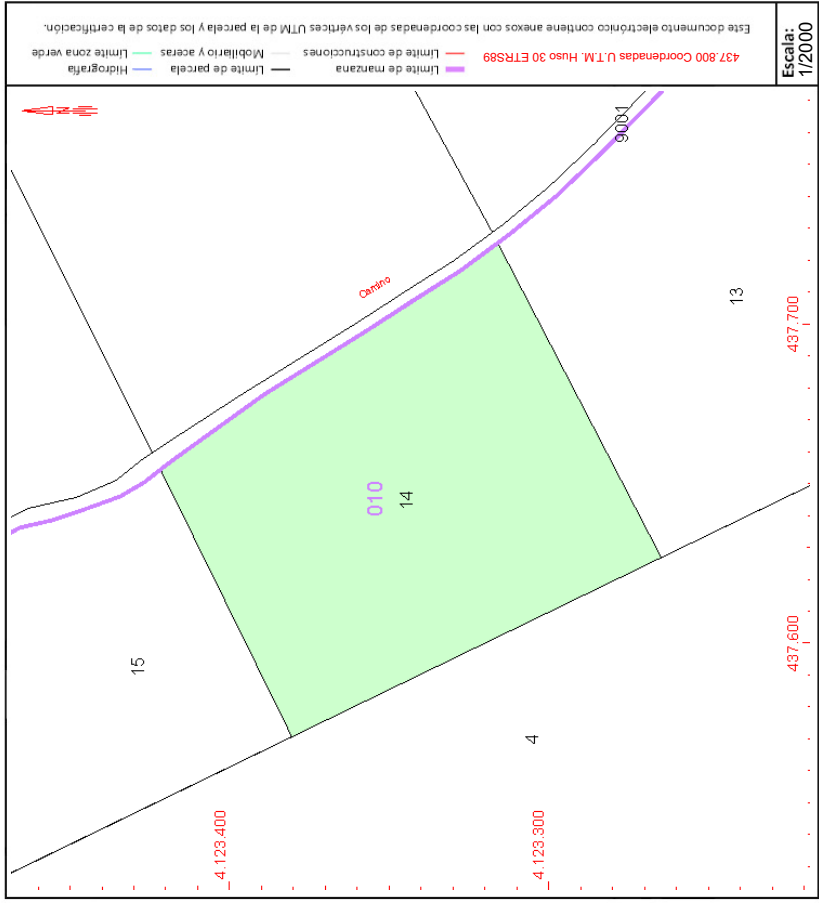 Este documento electrónico contiene anexos con las coordenadas de los vértices UTM de la parcela y los datos de la certificación.
437.800 Coordenadas U.T.M. Huso 30 ETRS89
Límite de manzana
Límite de construcciones
Límite de parcela
Mobiliario y aceras
Hidrografía
Límite zona verde
Escala:
1/2000
N
9001
Camino
13
437.700
010
14
15
437.600
4
4.123.400
4.123.300